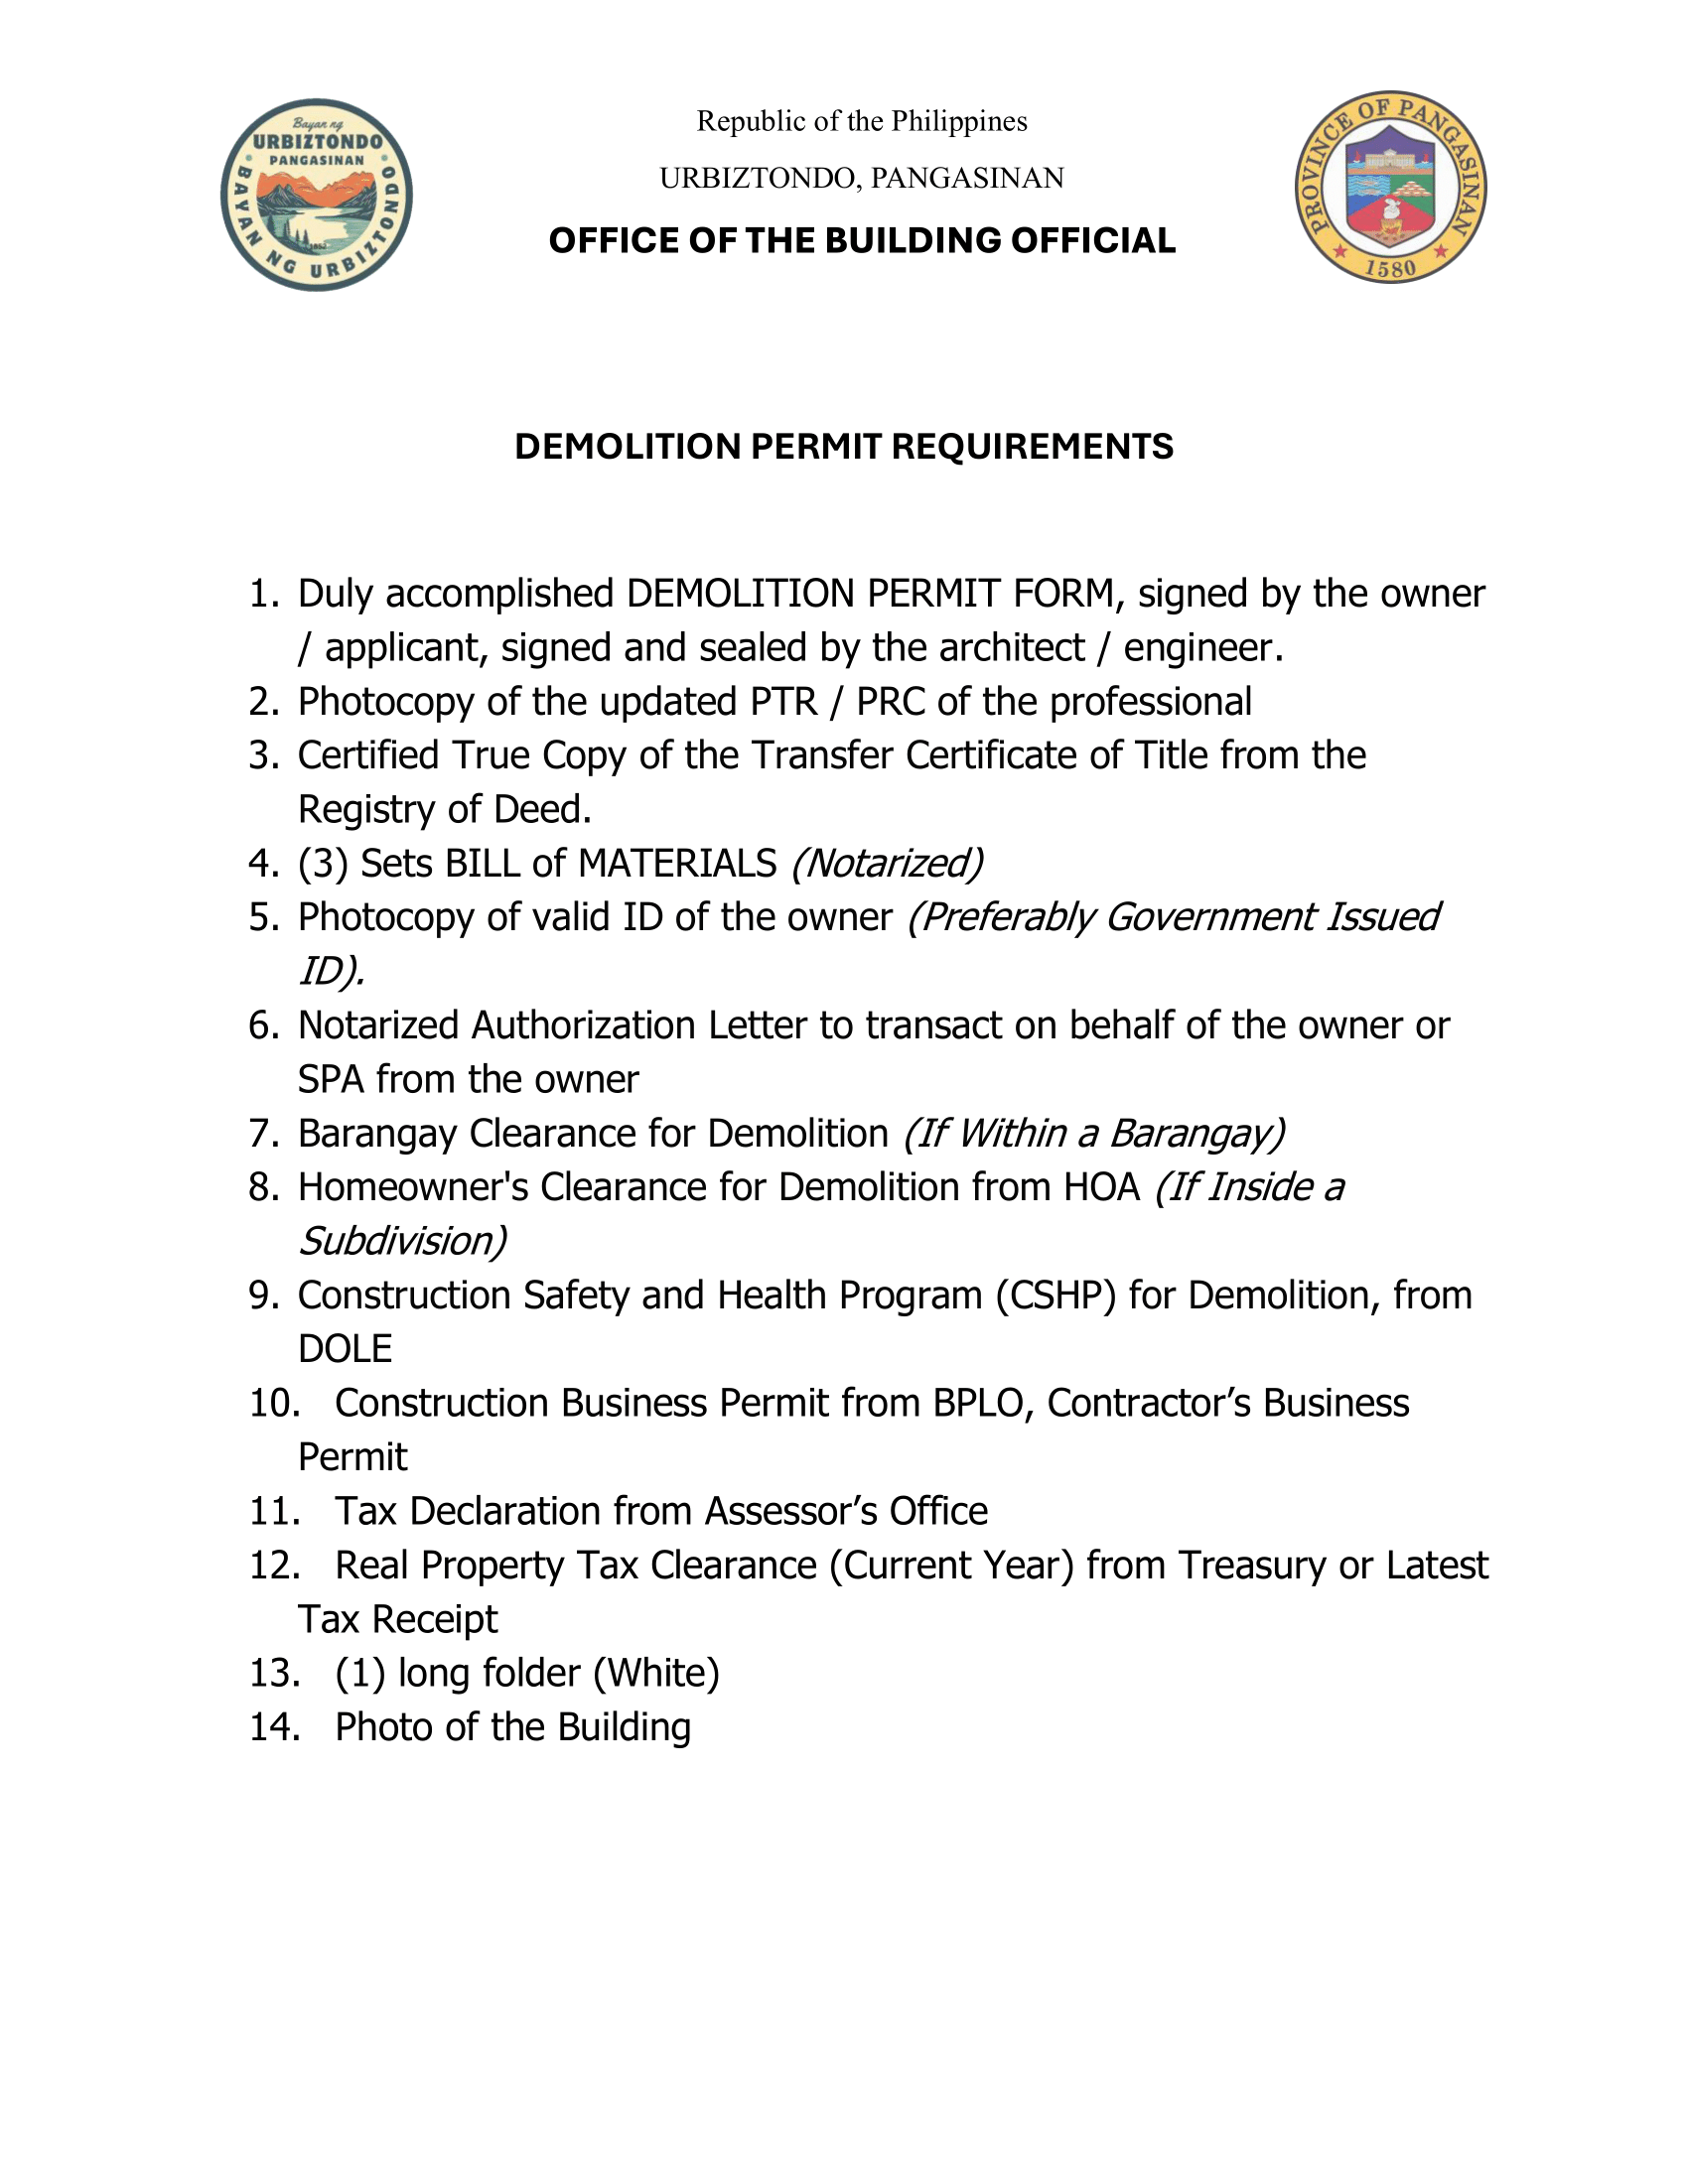 Bayan ng
URBIZTONDO
PANGASINAN
BAYAN NG URBIZTONDO
1852
Republic of the Philippines
URBIZTONDO, PANGASINAN
OFFICE OF THE BUILDING OFFICIAL
PROVINCE OF PANGASINAN
1580
DEMOLITION PERMIT REQUIREMENTS
1. Duly accomplished DEMOLITION PERMIT FORM, signed by the owner
/ applicant, signed and sealed by the architect / engineer.
2. Photocopy of the updated PTR / PRC of the professional
3. Certified True Copy of the Transfer Certificate of Title from the
Registry of Deed.
4. (3) Sets BILL of MATERIALS (Notarized)
5. Photocopy of valid ID of the owner (Preferably Government Issued
ID).
6. Notarized Authorization Letter to transact on behalf of the owner or
SPA from the owner
7. Barangay Clearance for Demolition (If Within a Barangay)
8. Homeowner's Clearance for Demolition from HOA (If Inside a
Subdivision)
9. Construction Safety and Health Program (CSHP) for Demolition, from
DOLE
10. Construction Business Permit from BPLO, Contractor’s Business
Permit
11. Tax Declaration from Assessor’s Office
12. Real Property Tax Clearance (Current Year) from Treasury or Latest
Tax Receipt
13. (1) long folder (White)
14. Photo of the Building